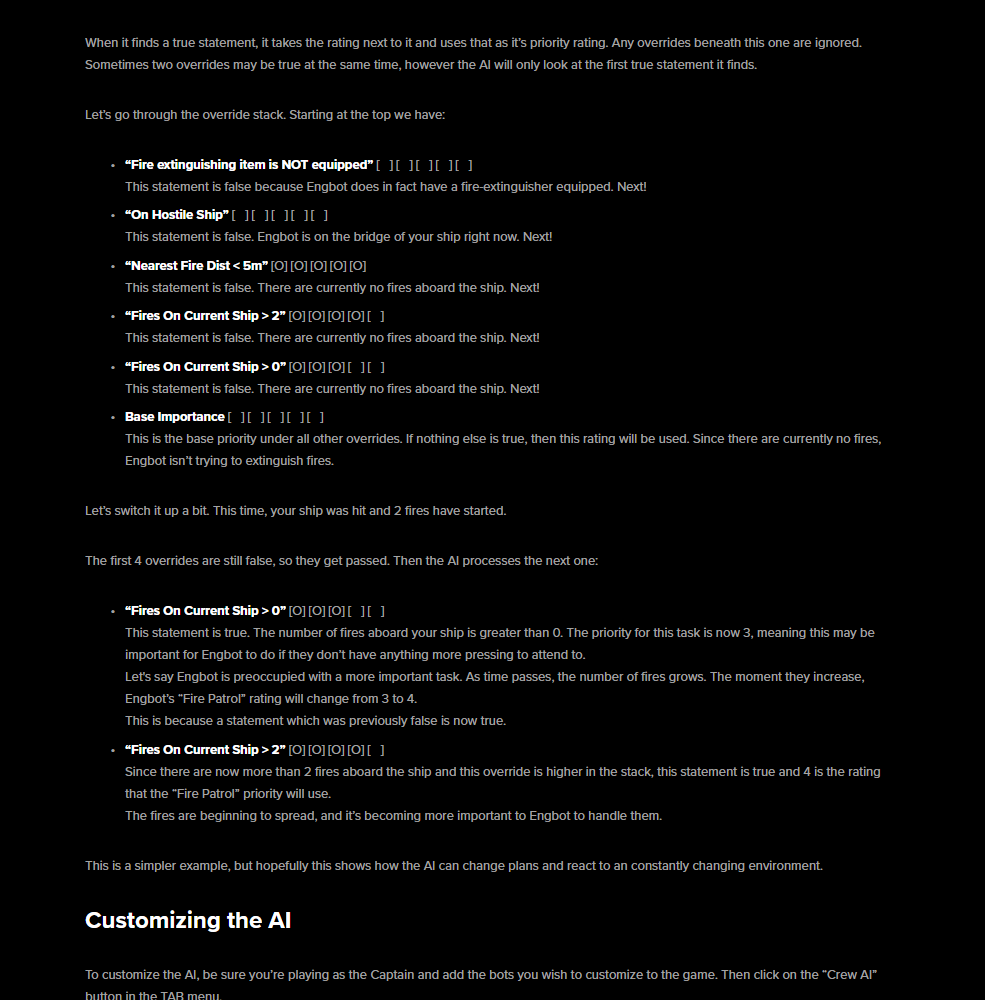 When it finds a true statement, it takes the rating next to it and uses that as it's priority rating. Any overrides beneath this one are ignored.
Sometimes two overrides may be true at the same time, however the AI will only look at the first true statement it finds.
Let's go through the override stack. Starting at the top we have:
• “Fire extinguishing item is NOT equipped” [ ] [ ] [ ] [ ] [ ]
This statement is false because Engbot does in fact have a fire-extinguisher equipped. Next!
• “On Hostile Ship” [ ] [ ] [ ] [ ] [ ]
This statement is false. Engbot is on the bridge of your ship right now. Next!
• “Nearest Fire Dist < 5m” [O] [O] [O] [O] [O]
This statement is false. There are currently no fires aboard the ship. Next!
• “Fires On Current Ship > 2” [O] [O] [O] [O] [ ]
This statement is false. There are currently no fires aboard the ship. Next!
• “Fires On Current Ship > 0” [O] [O] [O] [ ] [ ]
This statement is false. There are currently no fires aboard the ship. Next!
• Base Importance [ ] [ ] [ ] [ ] [ ]
This is the base priority under all other overrides. If nothing else is true, then this rating will be used. Since there are currently no fires,
Engbot isn't trying to extinguish fires.
Let's switch it up a bit. This time, your ship was hit and 2 fires have started.
The first 4 overrides are still false, so they get passed. Then the AI processes the next one:
• “Fires On Current Ship > 0” [O] [O] [O] [ ] [ ]
This statement is true. The number of fires aboard your ship is greater than 0. The priority for this task is now 3, meaning this may be
important for Engbot to do if they don't have anything more pressing to attend to.
Let's say Engbot is preoccupied with a more important task. As time passes, the number of fires grows. The moment they increase,
Engbot's “Fire Patrol” rating will change from 3 to 4.
This is because a statement which was previously false is now true.
• “Fires On Current Ship > 2” [O] [O] [O] [O] [ ]
Since there are now more than 2 fires aboard the ship and this override is higher in the stack, this statement is true and 4 is the rating
that the “Fire Patrol” priority will use.
The fires are beginning to spread, and it's becoming more important to Engbot to handle them.
This is a simpler example, but hopefully this shows how the AI can change plans and react to an constantly changing environment.
Customizing the AI
To customize the AI, be sure you're playing as the Captain and add the bots you wish to customize to the game. Then click on the “Crew AI”
button in the TAB menu.